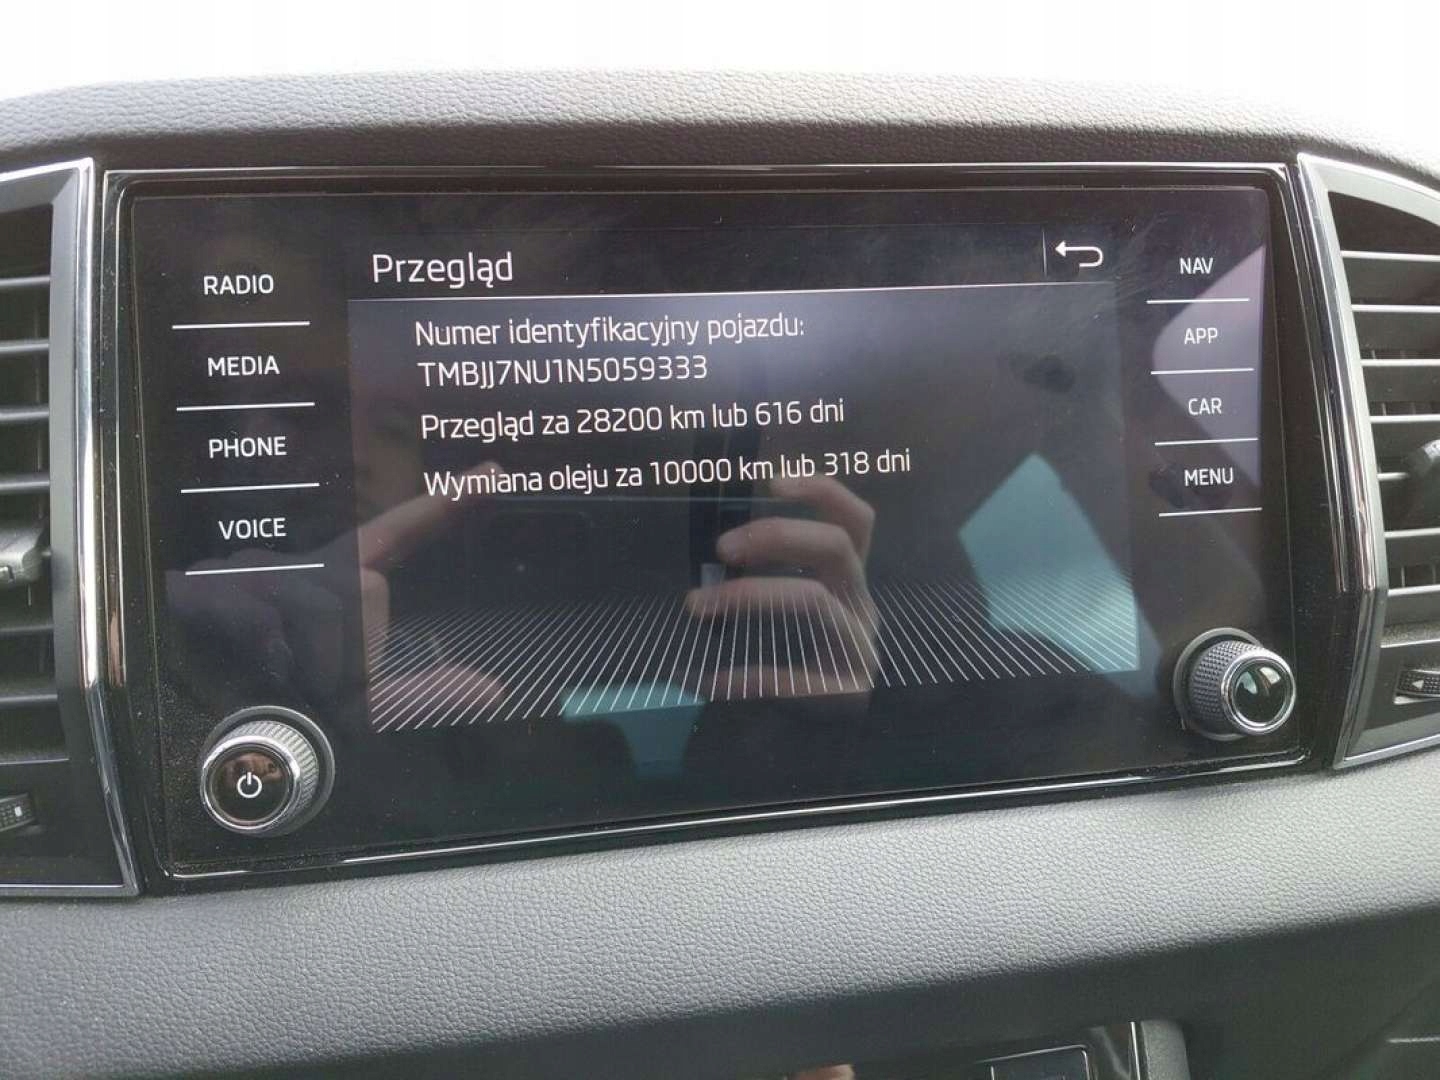 Przegląd
RADIO
MEDIA
PHONE
VOICE
Numer identyfikacyjny pojazdu:
TMBJJ7NU1N5059333
Przegląd za 28200 km lub 616 dni
Wymiana oleju za 10000 km lub 318 dni
NAV
APP
CAR
MENU